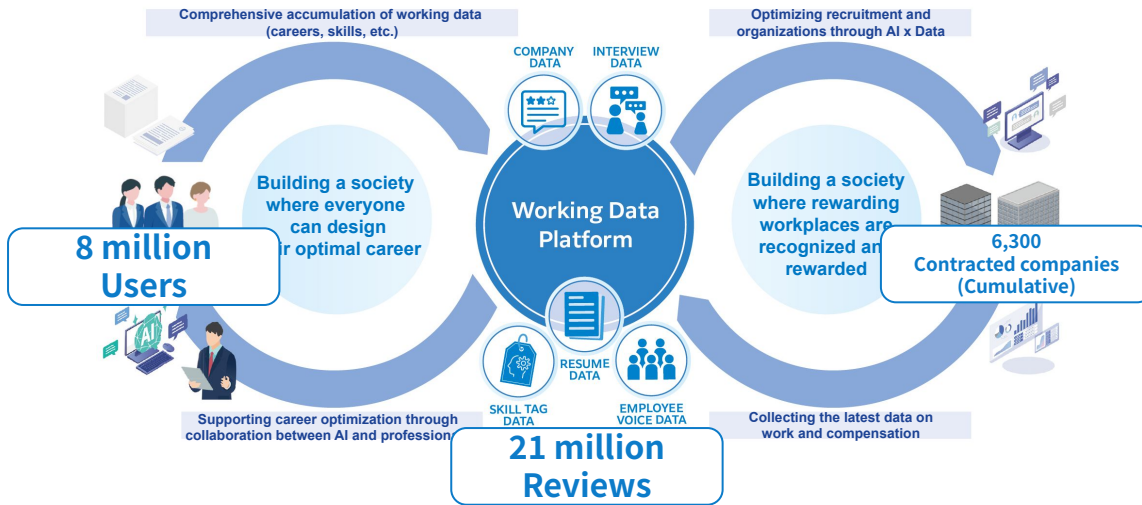 Comprehensive accumulation of working data
(careers, skills, etc.)
Optimizing recruitment and
organizations through AI x Data
COMPANY
DATA
INTERVIEW
DATA
Building a society
where everyone
can design
optimal career
8 million
Users
Working Data
Platform
Building a society
where rewarding
workplaces are
recognized
rewarded
6,300
Contracted companies
(Cumulative)
AI
RESUME
DATA
SKILL TAG
DATA
EMPLOYEE
VOICE DATA
Supporting career optimization through
collaboration between AI and
Collecting the latest data on
work and compensation
21 million
Reviews